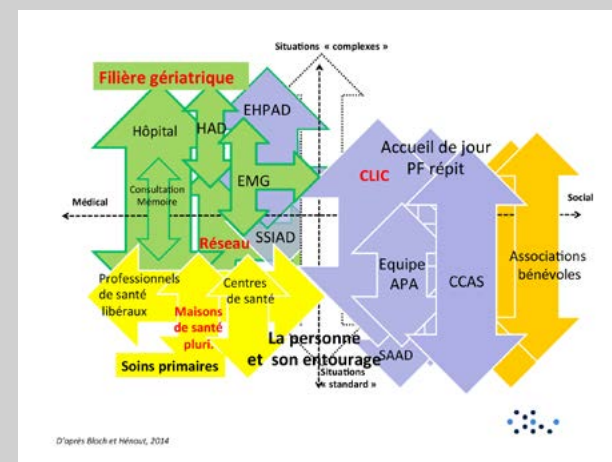 Situations « complexes »
Filière gériatrique
EHPAD
Hôpital
HAD
Accueil de jour
PF répit
EMG
CLIC
Consultation
Mémoire
Médical
Social
Réseau
SSIAD
Equipe
APA
CCAS
Associations
bénévoles
Professionnels
de santé
libéraux
Centres
de santé
Maisons
de santé
pluri.
La personne
et son entourage
SAAD
Soins primaires
Situations
« standard »
D'après Bloch et Hénaut, 2014